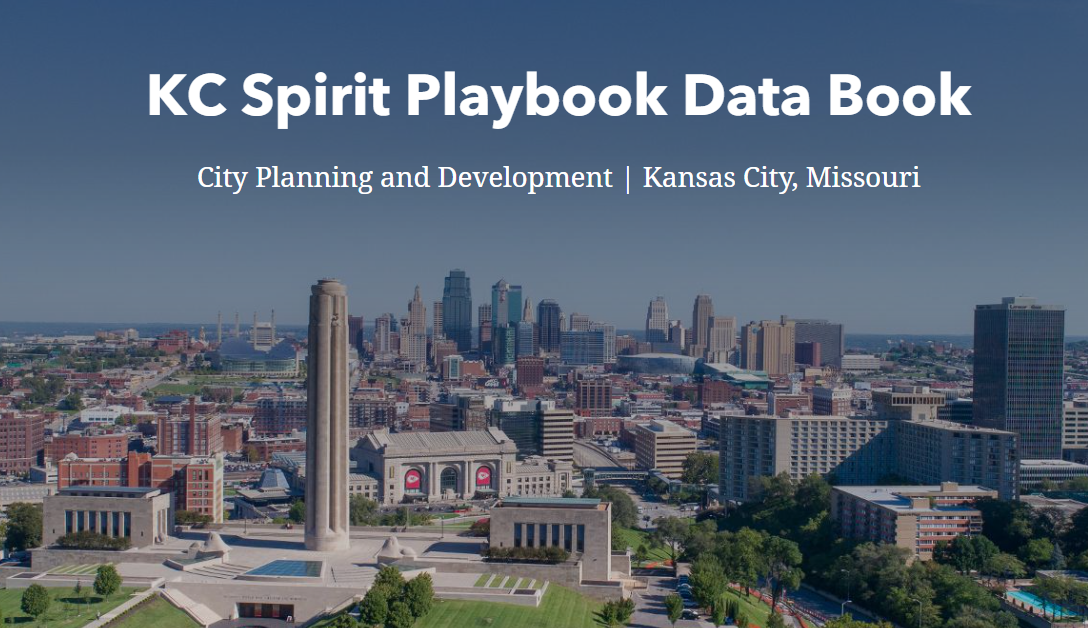 KC Spirit Playbook Data Book
City Planning and Development | Kansas City, Missouri